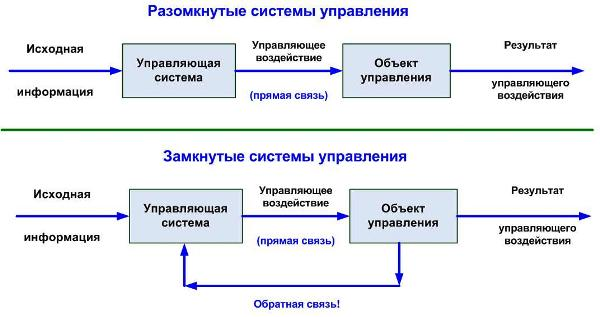 Разомкнутые системы управления
Исходная
информация
Управляющая
система
Управляющее
воздействие
(прямая связь)
Объект
управления
Результат
управляющего
воздействия
Замкнутые системы управления
Исходная
информация
Управляющая
система
Управляющее
воздействие
(прямая связь)
Объект
управления
Результат
управляющего
воздействия
Обратная связь!